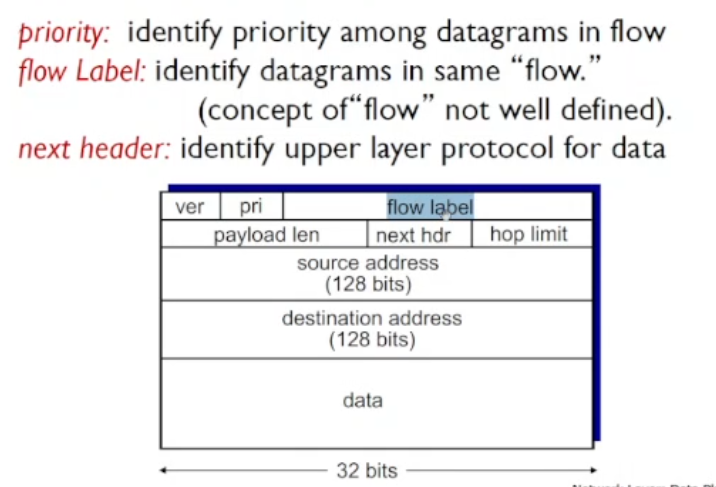 priority: identify priority among datagrams in flow
flow Label: identify datagrams in same “flow.”
(concept of“flow” not well defined).
next header: identify upper layer protocol for data
ver pri flow label
payload len next hdr hop limit
source address
(128 bits)
destination address
(128 bits)
data
32 bits